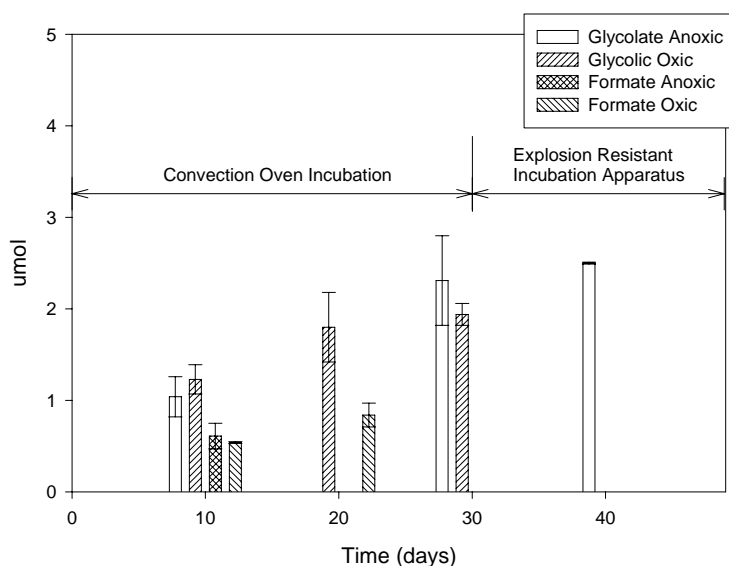 Glycolate Anoxic
Glycolic Oxic
Formate Anoxic
Formate Oxic
Convection Oven Incubation
Explosion Resistant
Incubation Apparatus
umol
5
4
3
2
1
0
0 10 20 30 40
Time (days)